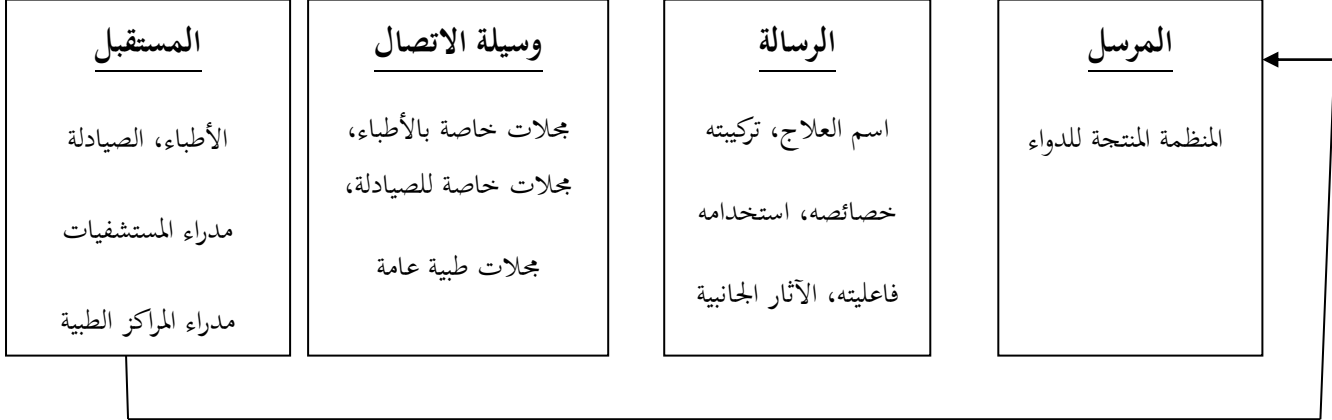 المرسل
المنظمة المنتجة للدواء
الرسالة
اسم العلاج، تركيبته
خصائصه، استخدامه
فاعليته، الآثار الجانبية
وسيلة الاتصال
مجلات خاصة بالأطباء،
مجلات خاصة للصيادلة،
مجلات طبية عامة
المستقبل
الأطباء، الصيادلة
مدراء المستشفيات
مدراء المراكز الطبية